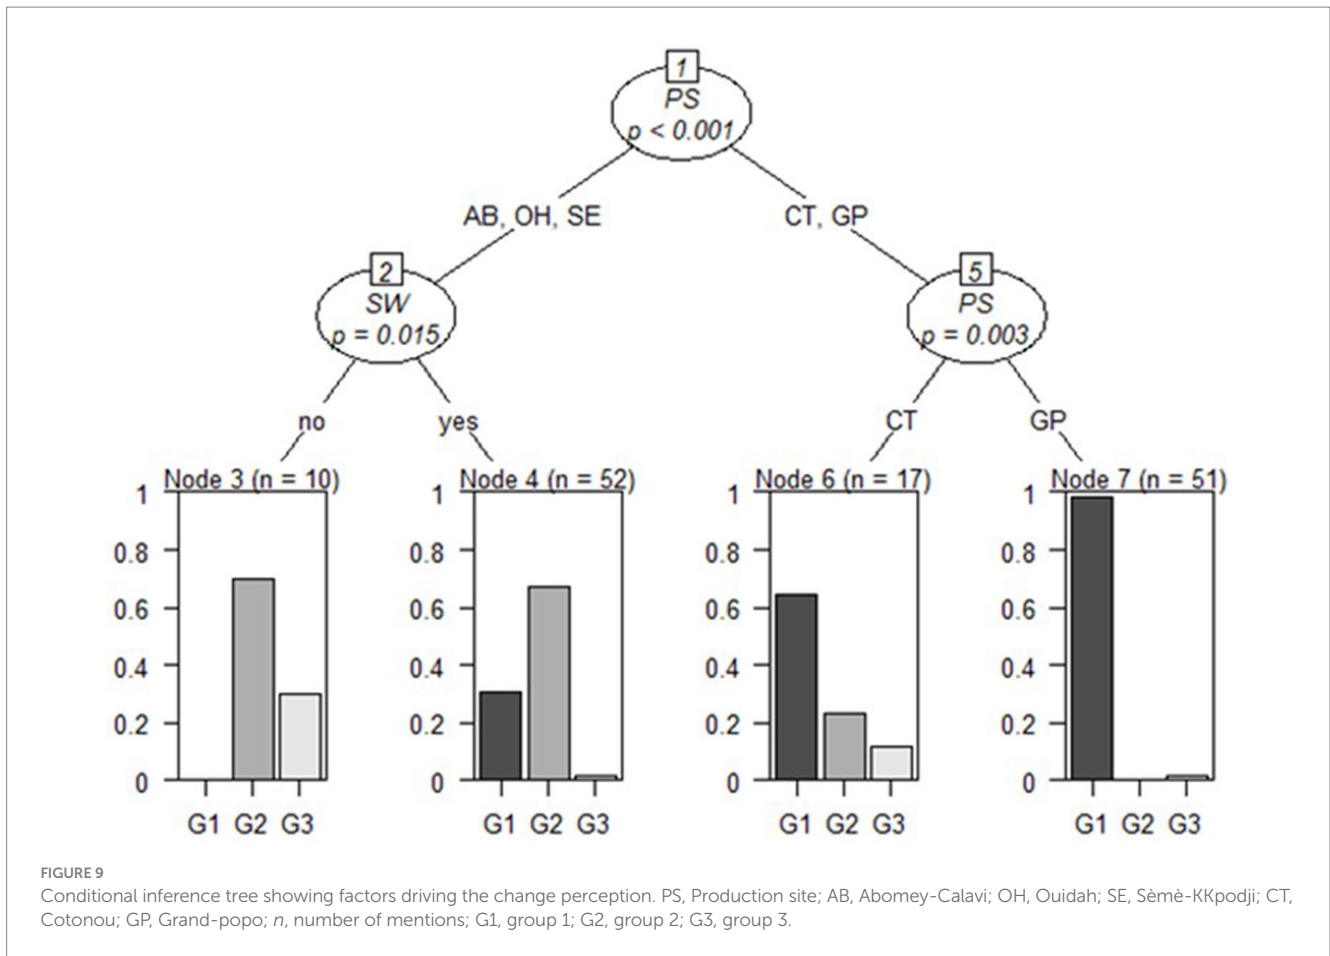 1
PS
p < 0.001
AB, OH, SE
CT, GP
2
SW
p = 0.015
5
PS
p = 0.003
no
yes
CT
GP
Node 3 (n = 10)
1
0.8
0.6
0.4
0.2
0
G1 G2 G3
Node 4 (n = 52)
1
0.8
0.6
0.4
0.2
0
G1 G2 G3
Node 6 (n = 17)
1
0.8
0.6
0.4
0.2
0
G1 G2 G3
Node 7 (n = 51)
1
0.8
0.6
0.4
0.2
0
G1 G2 G3
FIGURE 9
Conditional inference tree showing factors driving the change perception. PS, Production site; AB, Abomey-Calavi; OH, Ouidah; SE, Sèmè-KKpodji; CT,
Cotonou; GP, Grand-popo; n, number of mentions; G1, group 1; G2, group 2; G3, group 3.